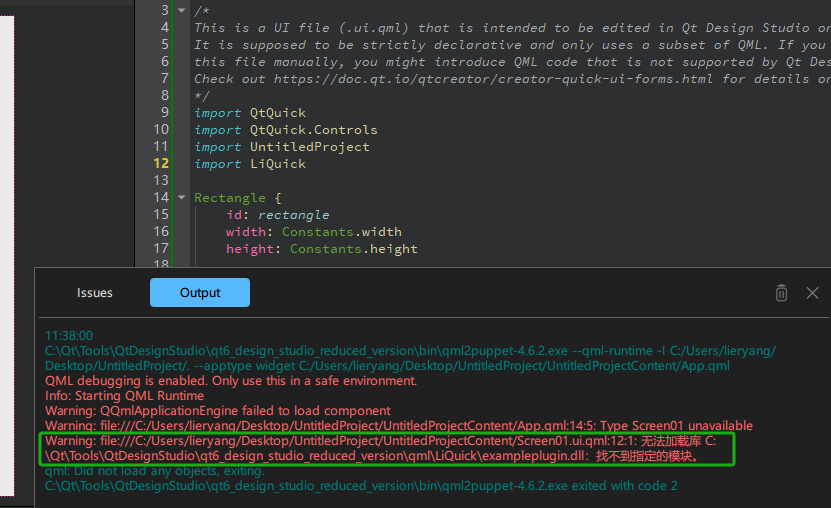 3 /*
4 This is a UI file (.ui.qml) that is intended to be edited in Qt Design Studio on
5 It is supposed to be strictly declarative and only uses a subset of QML. If you
6 this file manually, you might introduce QML code that is not supported by Qt Des
7 Check out https://doc.qt.io/qtcreator/creator-quick-ui-forms.html for details on
8 */
9 import QtQuick
10 import QtQuick.Controls
11 import UntitledProject
12 import LiQuick
13
14 Rectangle {
15 id: rectangle
16 width: Constants.width
17 height: Constants.height
18
Issues Output
11:38:00
C:\Qt\Tools\QtDesignStudio\qt6_design_studio_reduced_version\bin\qml2puppet-4.6.2.exe --qml-runtime -I C:/Users/lieryang/
Desktop/UntitledProject/. --apptype widget C:/Users/lieryang/Desktop/UntitledProject/UntitledProjectContent/App.qml
QML debugging is enabled. Only use this in a safe environment.
Info: Starting QML Runtime
Warning: QQmlApplicationEngine failed to load component
Warning: file:///C:/Users/lieryang/Desktop/UntitledProject/UntitledProjectContent/App.qml:14:5: Type Screen01 unavailable
Warning: file:///C:/Users/lieryang/Desktop/UntitledProject/UntitledProjectContent/Screen01.ui.qml:12:1: 无法加载库 C:
\Qt\Tools\QtDesignStudio\qt6_design_studio_reduced_version\qml\LiQuick\exampleplugin.dll：找不到指定的模块。
qml: Did not load any objects, exiting.
C:\Qt\Tools\QtDesignStudio\qt6_design_studio_reduced_version\bin\qml2puppet-4.6.2.exe exited with code 2